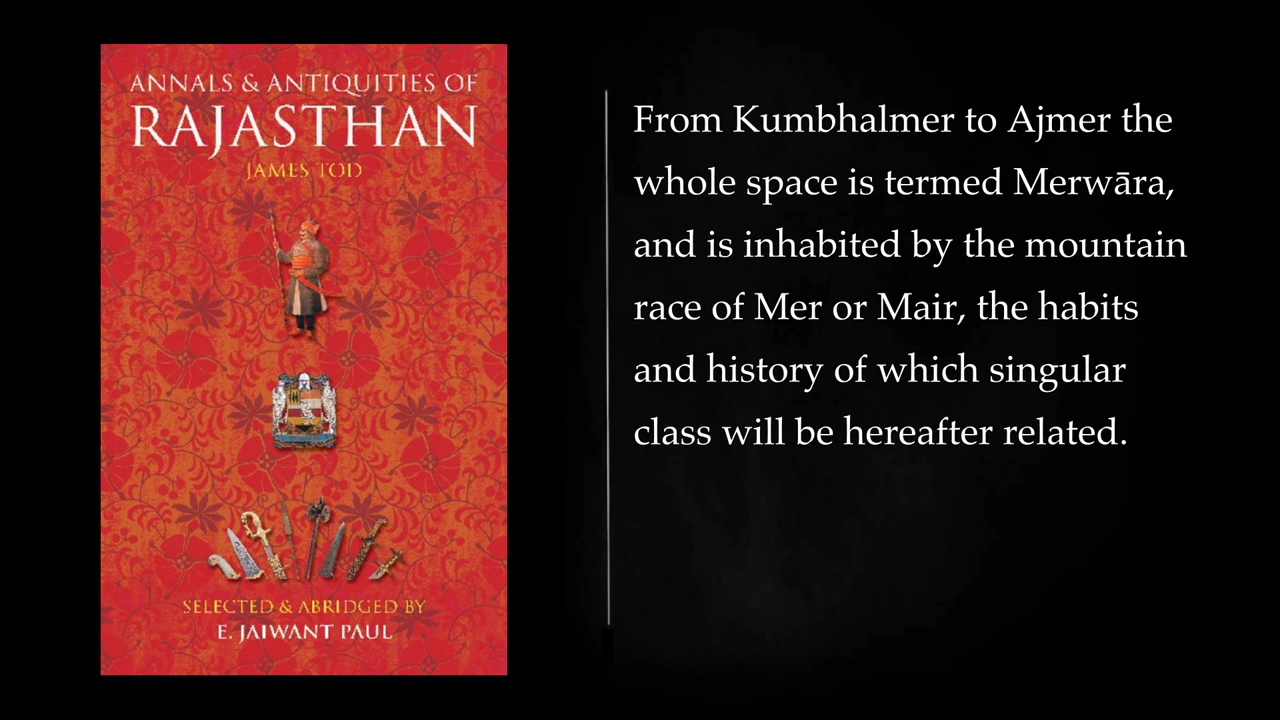 ANNALS & ANTIQUITIES OF
RAJASTHAN
JAMES TOD
SELECTED & ABRIDGED BY
E. JAIWANT PAUL
From Kumbhalmer to Ajmer the
whole space is termed Merwāra,
and is inhabited by the mountain
race of Mer or Mair, the habits
and history of which singular
class will be hereafter related.